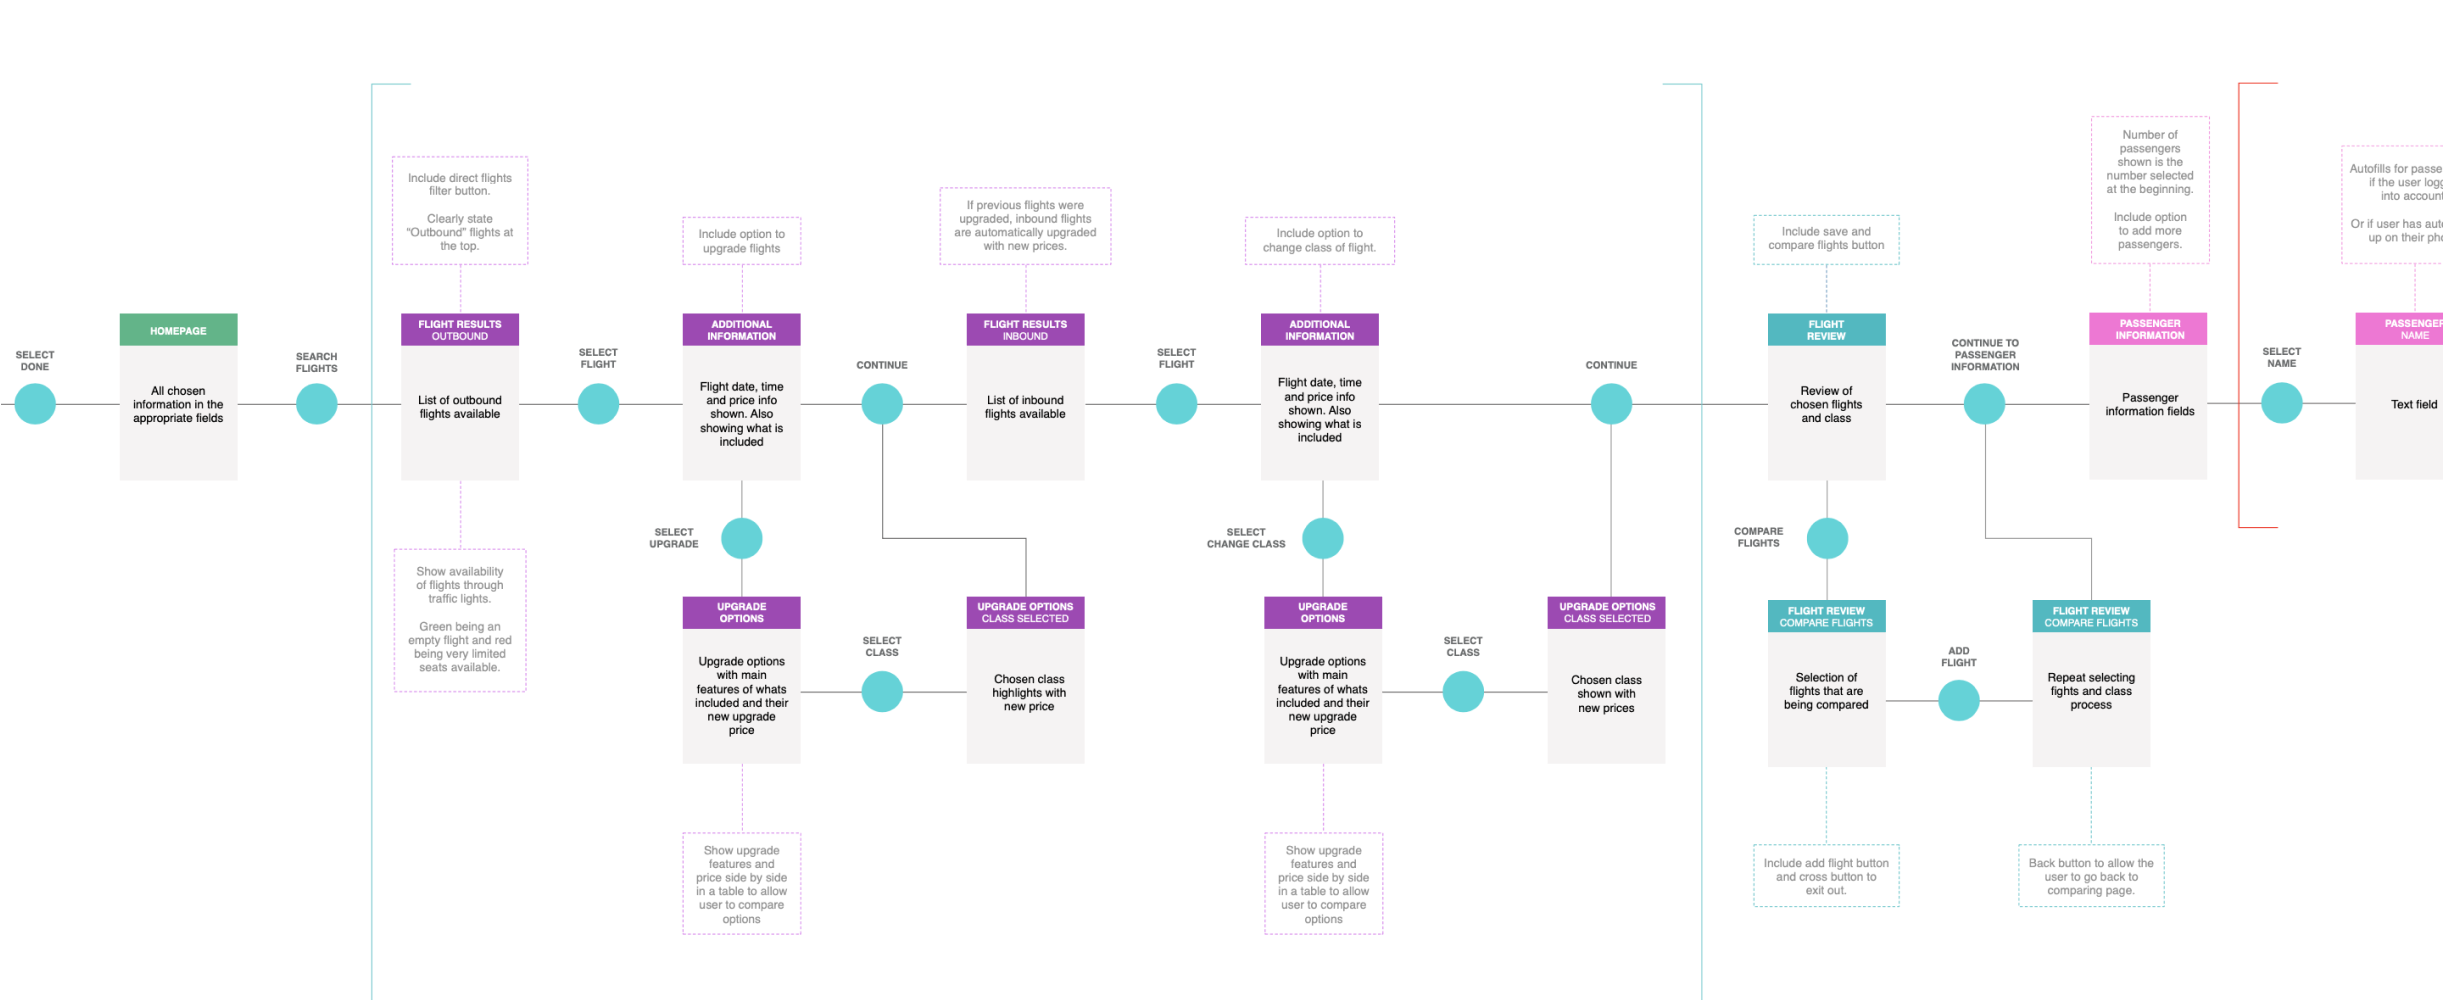 SELECT
DONE
HOMEPAGE
All chosen
information in the
appropriate fields
SEARCH
FLIGHTS
Include direct flights
filter button.
Clearly state
“Outbound” flights at
the top.
FLIGHT RESULTS
OUTBOUND
List of outbound
flights available
Show availability
of flights through
traffic lights.
Green being an
empty flight and red
being very limited
seats available.
SELECT
FLIGHT
Include option to
upgrade flights
ADDITIONAL
INFORMATION
Flight date, time
and price info
shown. Also
showing what is
included
SELECT
UPGRADE
UPGRADE
OPTIONS
Upgrade options
with main
features of whats
included and their
new upgrade
price
Show upgrade
features and
price side by side
in a table to allow
user to compare
options
CONTINUE
SELECT
CLASS
UPGRADE OPTIONS
CLASS SELECTED
Chosen class
highlights with
new price
If previous flights were
upgraded, inbound flights
are automatically upgraded
with new prices.
FLIGHT RESULTS
INBOUND
List of inbound
flights available
SELECT
FLIGHT
Include option to
change class of flight.
ADDITIONAL
INFORMATION
Flight date, time
and price info
shown. Also
showing what is
included
SELECT
CHANGE CLASS
UPGRADE
OPTIONS
Upgrade options
with main
features of whats
included and their
new upgrade
price
Show upgrade
features and
price side by side
in a table to allow
user to compare
options
SELECT
CLASS
UPGRADE OPTIONS
CLASS SELECTED
Chosen class
shown with
new prices
CONTINUE
Include save and
compare flights button
FLIGHT
REVIEW
Review of
chosen flights
and class
COMPARE
FLIGHTS
FLIGHT REVIEW
COMPARE FLIGHTS
Selection of
flights that are
being compared
Include add flight button
and cross button to
exit out.
ADD
FLIGHT
FLIGHT REVIEW
COMPARE FLIGHTS
Repeat selecting
fights and class
process
Back button to allow the
user to go back to
comparing page.
CONTINUE TO
PASSENGER
INFORMATION
Number of
passengers
shown is the
number selected
at the beginning.
Include option
to add more
passengers.
PASSENGER
INFORMATION
Passenger
information fields
SELECT
NAME
Autofills for
if the user
into account
Or if user has
up on their
PASSENGER
NAME
Text field